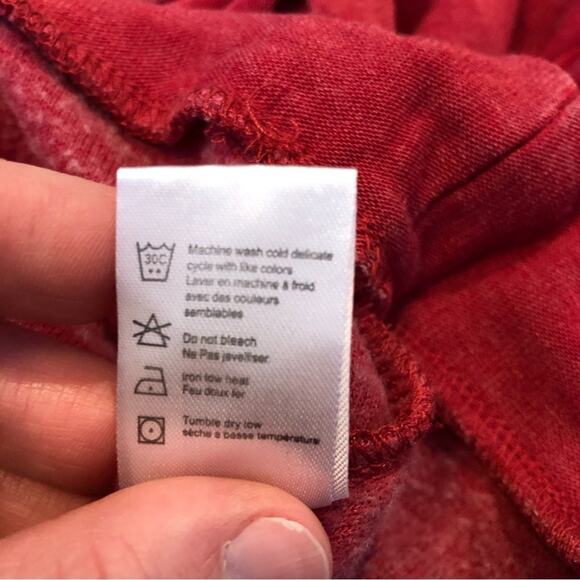 30C
Machine wash cold delicate
cycle with like colors
Laver en machine à froid
avec des couleurs
semblables
Do not bleach
Ne Pas javelliser
Iron low heat
Feu doux fer
Tumble dry low
sèche à basse température